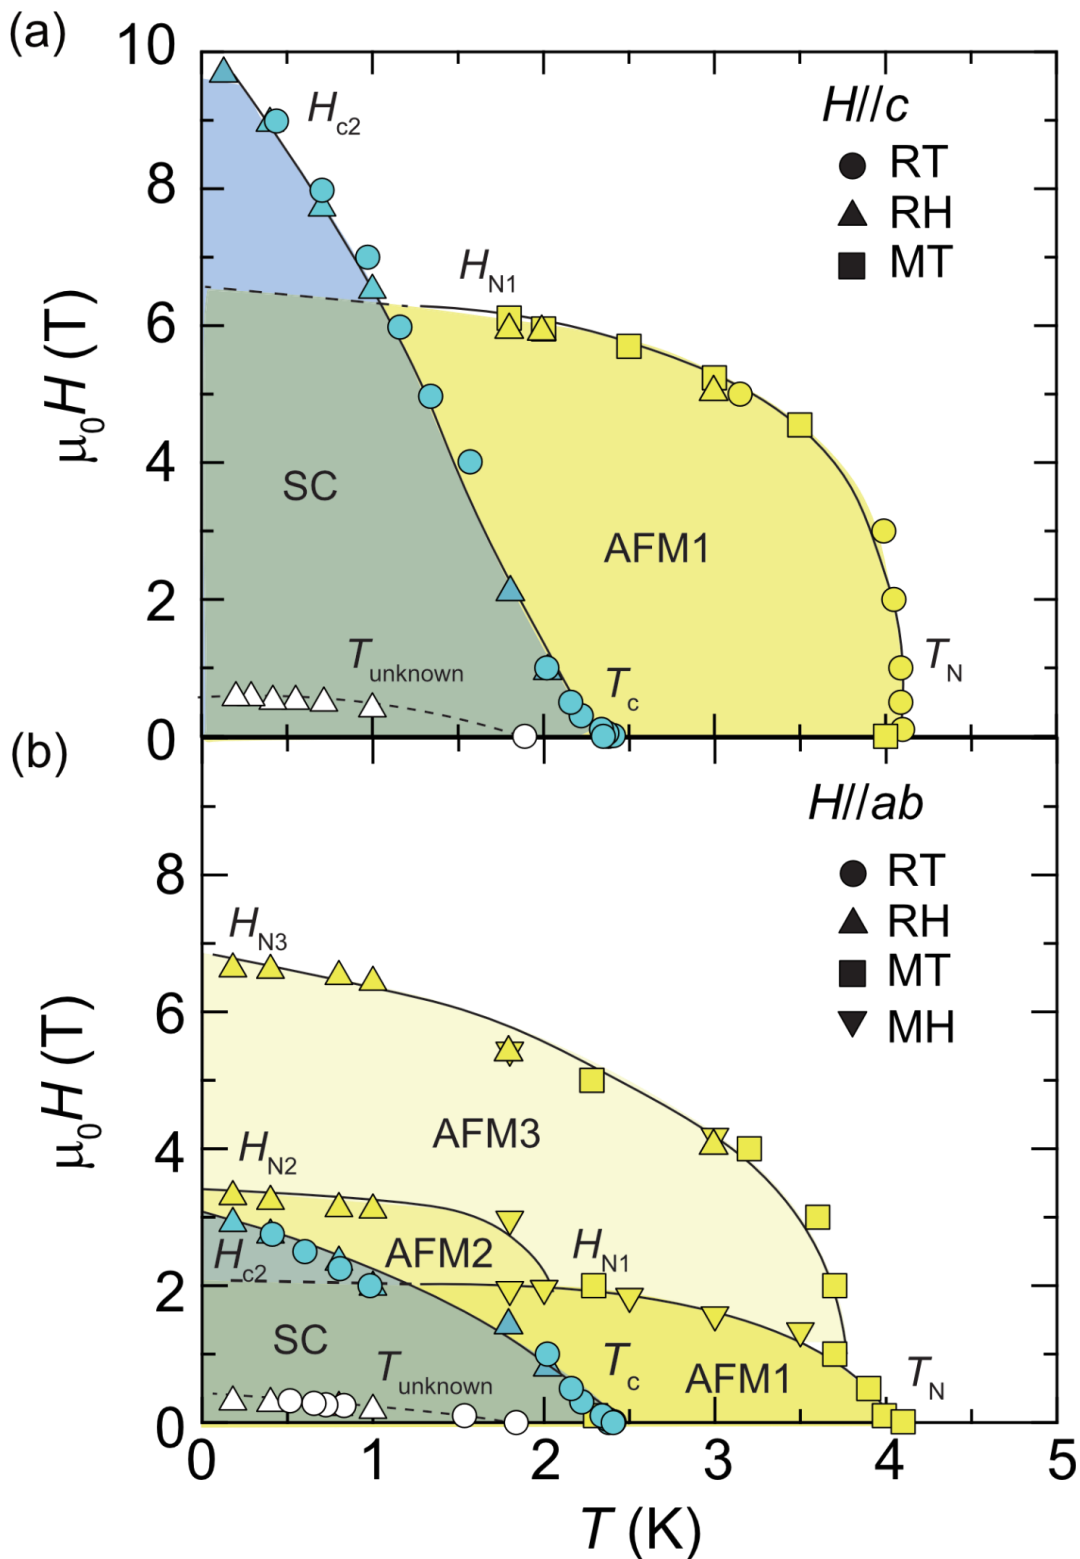 (a)
10
8
6
4
2
0
μ₀H (T)
H//c
RT
RH
MT
Hc2
HN1
SC
AFM1
Tunknown
Tc
TN
(b)
8
6
4
2
0
μ₀H (T)
H//ab
RT
RH
MT
MH
HN3
AFM3
HN2
Hc2
AFM2
HN1
SC
Tunknown
Tc
AFM1
TN
0 1 2 3 4 5
T (K)